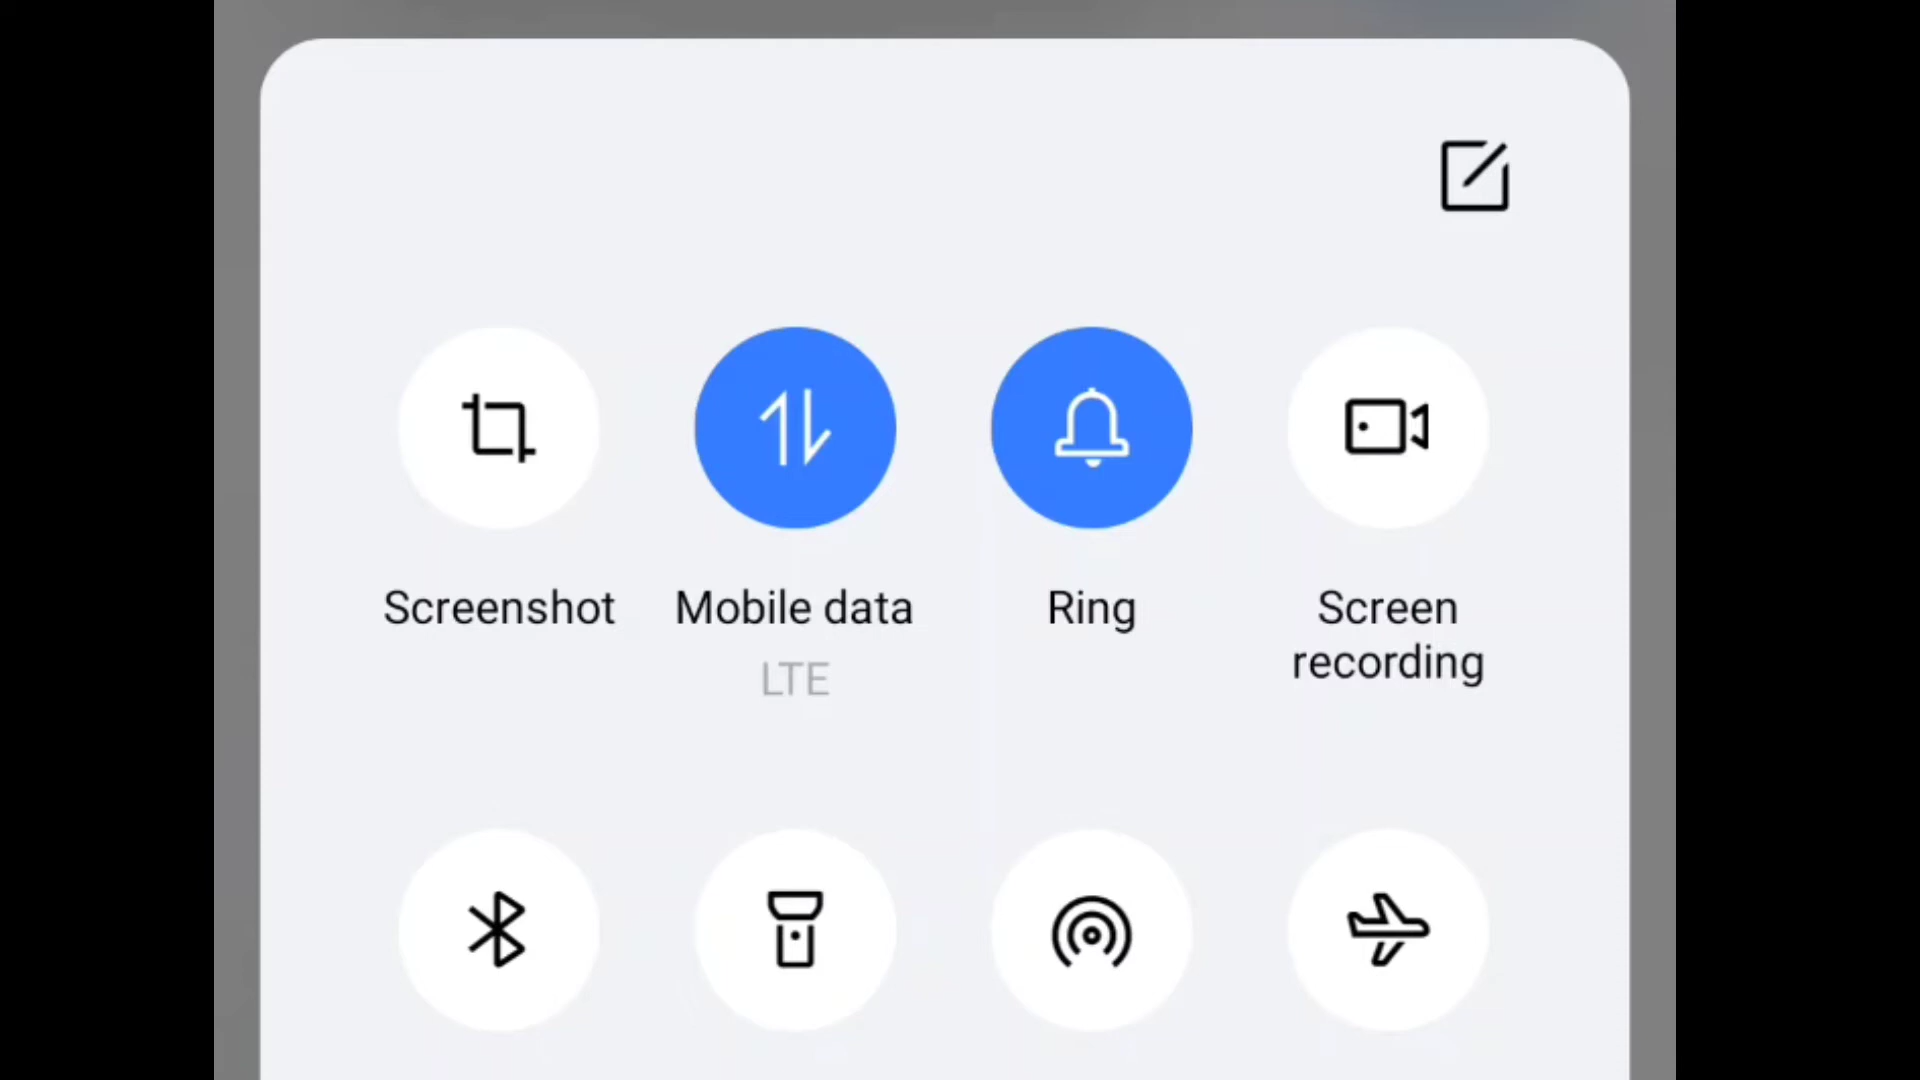 Screenshot
Mobile data
LTE
Ring
Screen
recording